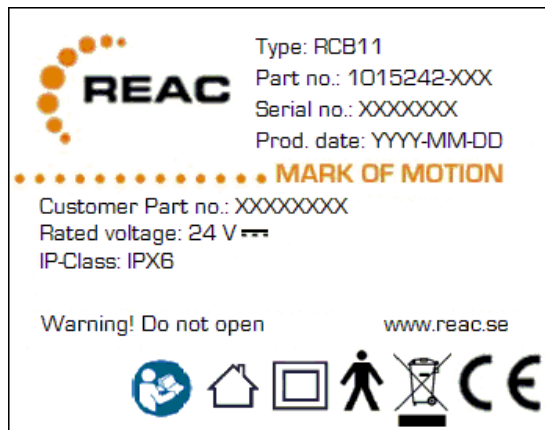 REAC
Type: RCB11
Part no.: 1015242-XXX
Serial no.: XXXXXXX
Prod. date: YYYY-MM-DD
MARK OF MOTION
Customer Part no.: XXXXXXXX
Rated voltage: 24 V ⎓
IP-Class: IPX6
Warning! Do not open
www.reac.se
CE